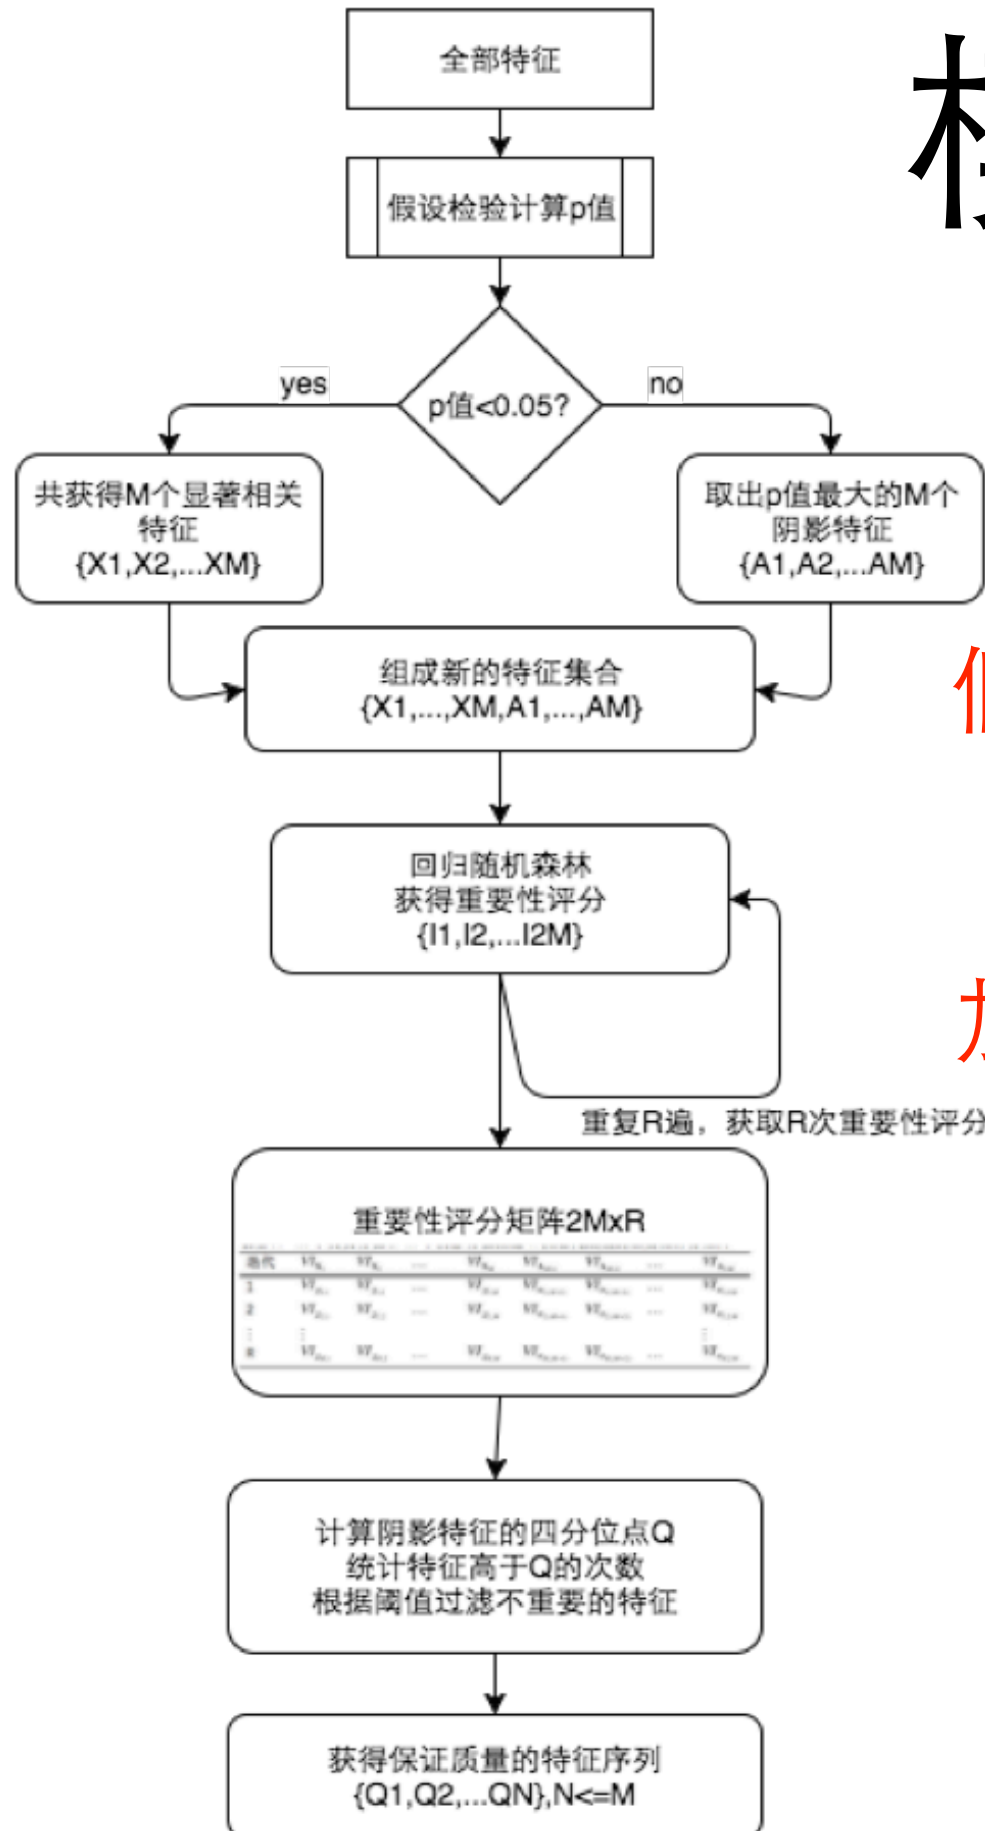 全部特征
假设检验计算p值
p值<0.05?
yes
no
共获得M个显著相关
特征
{X1,X2,...XM}
取出p值最大的M个
阴影特征
{A1,A2,...AM}
组成新的特征集合
{X1,...,XM,A1,...,AM}
回归随机森林
获得重要性评分
{I1,I2,...I2M}
重复R遍，获取R次重要性评分
重要性评分矩阵2MxR
迭代
1
2
R
计算阴影特征的四分位点Q
统计特征高于Q的次数
根据阈值过滤不重要的特征
获得保证质量的特征序列
{Q1,Q2,...QN},N<=M